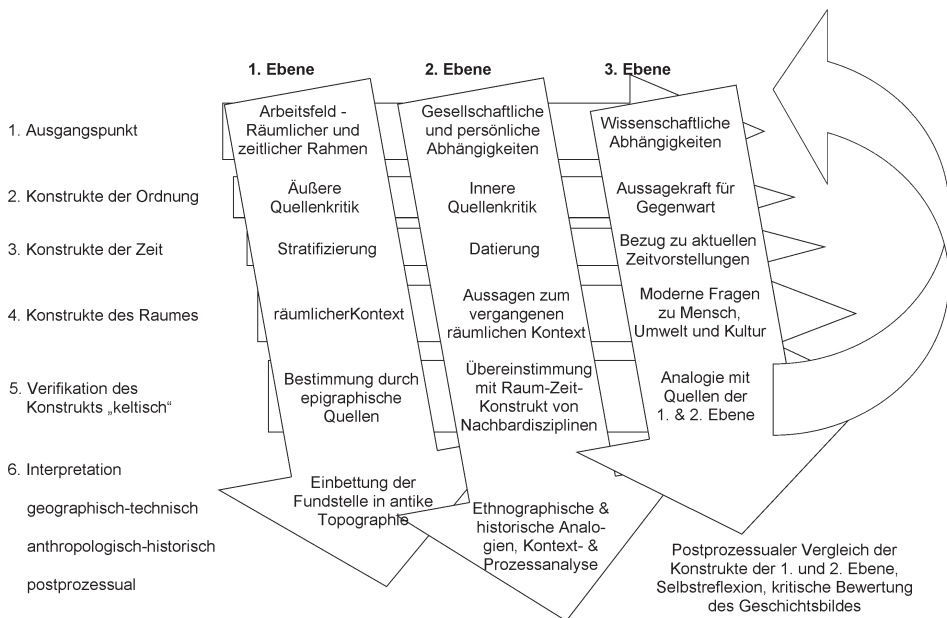 1. Ebene
2. Ebene
3. Ebene
1. Ausgangspunkt
Arbeitsfeld -
Räumlicher und
zeitlicher Rahmen
Gesellschaftliche
und persönliche
Abhängigkeiten
Wissenschaftliche
Abhängigkeiten
2. Konstrukte der Ordnung
Äußere
Quellenkritik
Innere
Quellenkritik
Aussagekraft für
Gegenwart
3. Konstrukte der Zeit
Stratifizierung
Datierung
Bezug zu aktuellen
Zeitvorstellungen
4. Konstrukte des Raumes
räumlicherKontext
Aussagen zum
vergangenen
räumlichen Kontext
Moderne Fragen
zu Mensch,
Umwelt und Kultur
5. Verifikation des
Konstrukts „keltisch“
Bestimmung durch
epigraphische
Quellen
Übereinstimmung
mit Raum-Zeit-
Konstrukt von
Nachbardisziplinen
Analogie mit
Quellen der
1. & 2. Ebene
6. Interpretation
geographisch-technisch
anthropologisch-historisch
postprozessual
Einbettung der
Fundstelle in antike
Topographie
Ethnographische &
historische Analo-
gien, Kontext- &
Prozessanalyse
Postprozessualer Vergleich der
Konstrukte der 1. und 2. Ebene,
Selbstreflexion, kritische Bewertung
des Geschichtsbildes